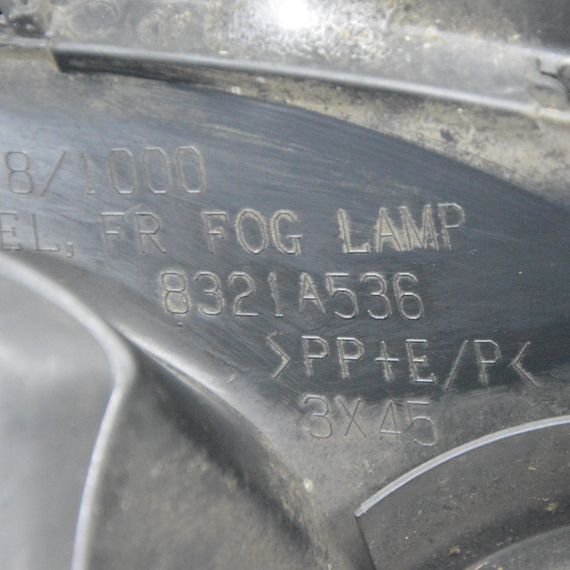 8/1000
EL, FR FOG LAMP
8321A536
>PP+E/P<
3X45